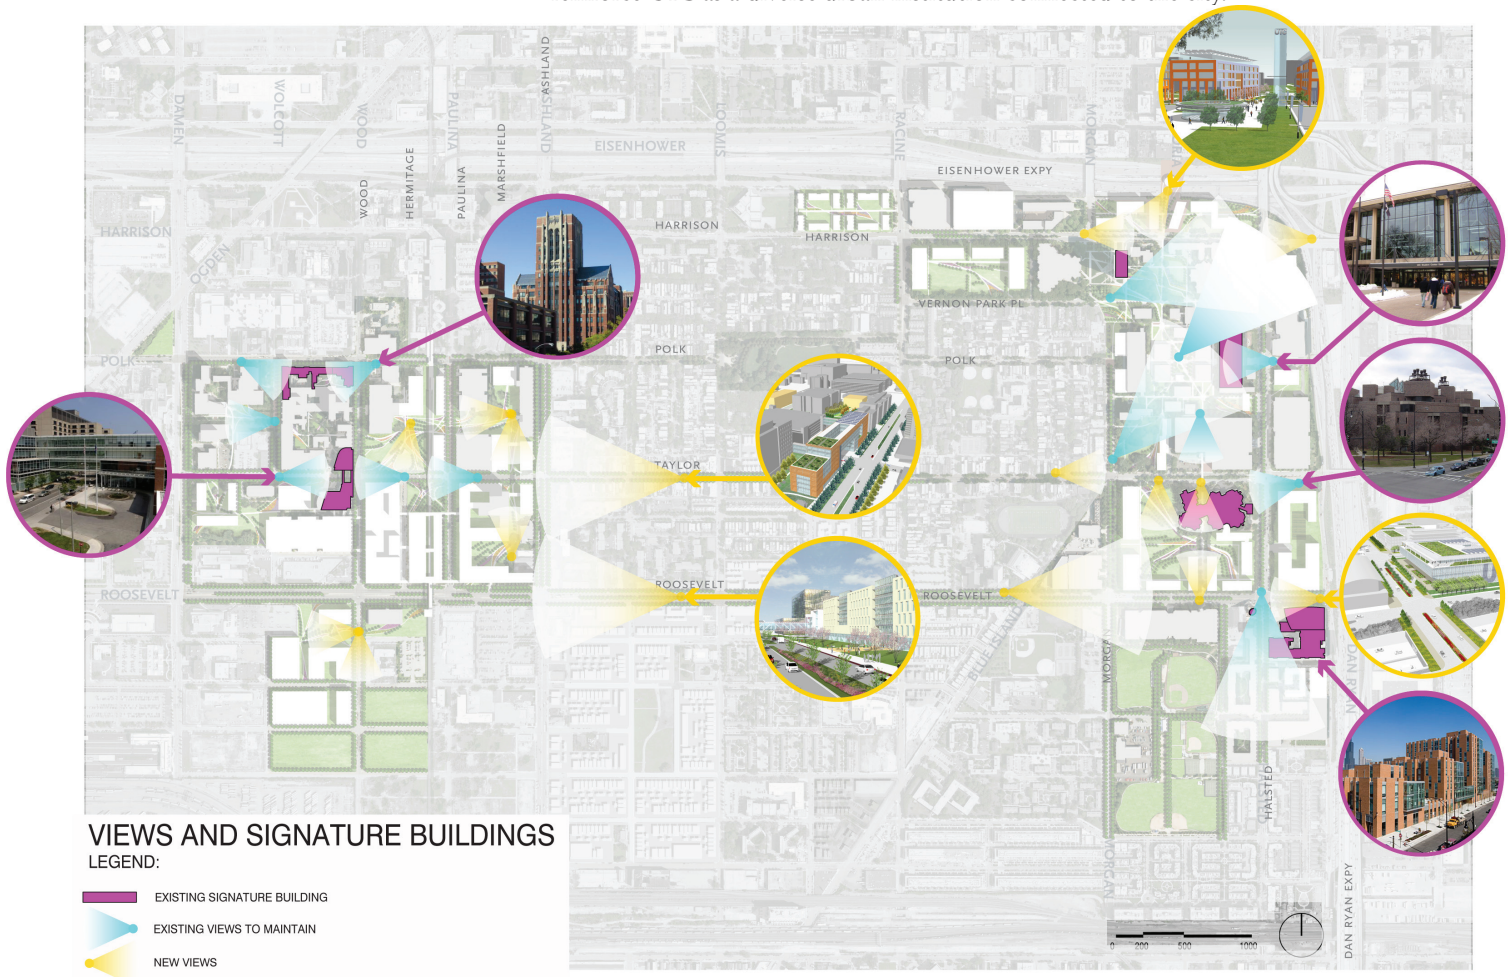 ASHLAND
ASHLAND
DAMEN
WOLCOTT
WOOD
PAULINA
LOOMIS
RACINE
MORGAN
EISENHOWER
EISENHOWER EXPY
WOOD
HERMITAGE
PAULINA
MARSHFIELD
HARRISON
HARRISON
HARRISON
OGDEN
VERNON PARK PL
POLK
POLK
POLK
TAYLOR
ROOSEVELT
ROOSEVELT
ROOSEVELT
BLUE ISLAND
MORGA
DAN RYAN
HALSTED
MORGAN
DAN RYAN EXPY
VIEWS AND SIGNATURE BUILDINGS
LEGEND:
EXISTING SIGNATURE BUILDING
EXISTING VIEWS TO MAINTAIN
NEW VIEWS
0 200 500 1000